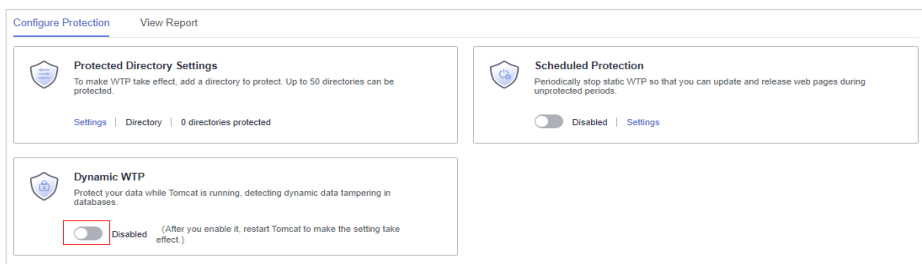 Configure Protection
View Report
Protected Directory Settings
To make WTP take effect, add a directory to protect. Up to 50 directories can be
protected.
Settings | Directory | 0 directories protected
Scheduled Protection
Periodically stop static WTP so that you can update and release web pages during
unprotected periods.
Disabled | Settings
Dynamic WTP
Protect your data while Tomcat is running, detecting dynamic data tampering in
databases.
Disabled (After you enable it, restart Tomcat to make the setting take
effect.)